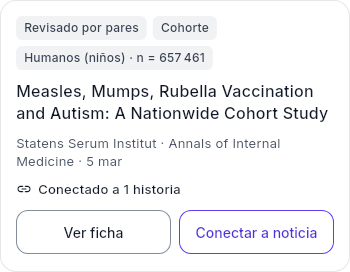 Revisado por pares Cohorte
Humanos (niños) · n = 657 461
Measles, Mumps, Rubella Vaccination
and Autism: A Nationwide Cohort Study
Statens Serum Institut · Annals of Internal
Medicine · 5 mar
Conectado a 1 historia
Ver ficha Conectar a noticia